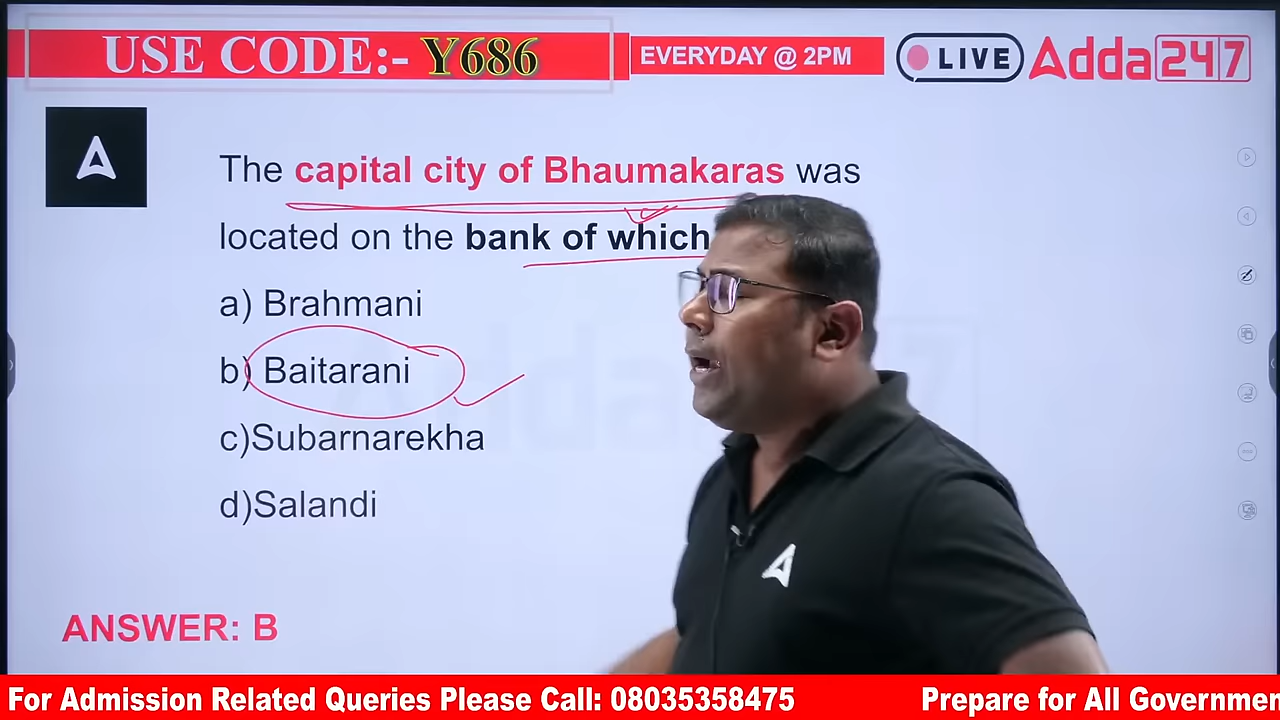 USE CODE:- Y686
EVERYDAY @ 2PM
LIVE
Adda247
The capital city of Bhaumakaras was
located on the bank of which
a) Brahmani
b) Baitarani
c)Subarnarekha
d)Salandi
ANSWER: B
For Admission Related Queries Please Call: 08035358475
Prepare for All Governmen